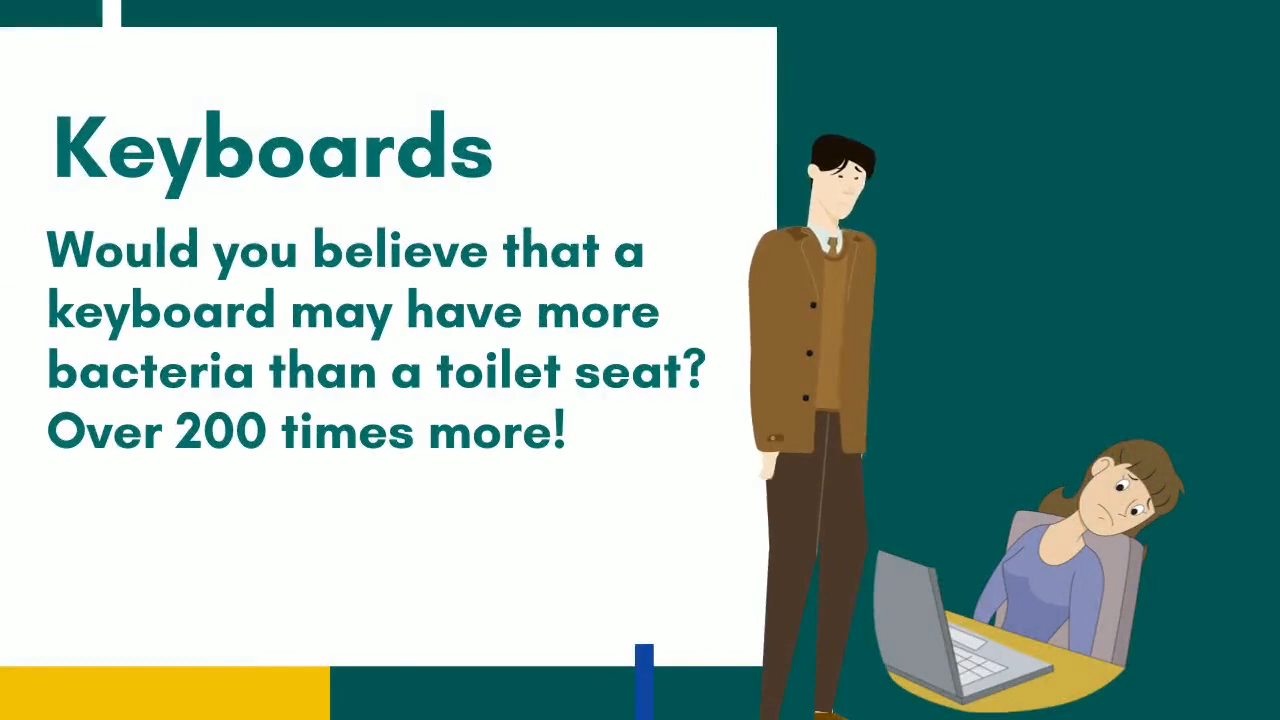 Keyboards
Would you believe that a
keyboard may have more
bacteria than a toilet seat?
Over 200 times more!